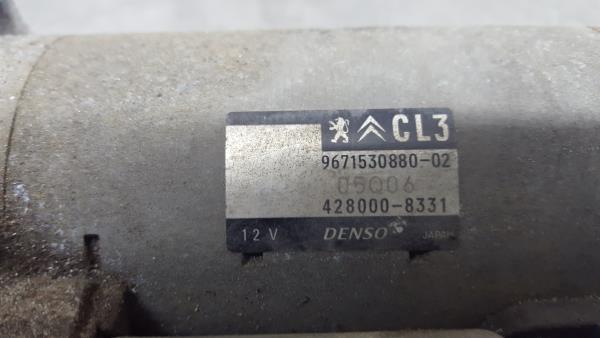 CL3
9671530880-02
05Q06
428000-8331
12 V DENSO JAPAN